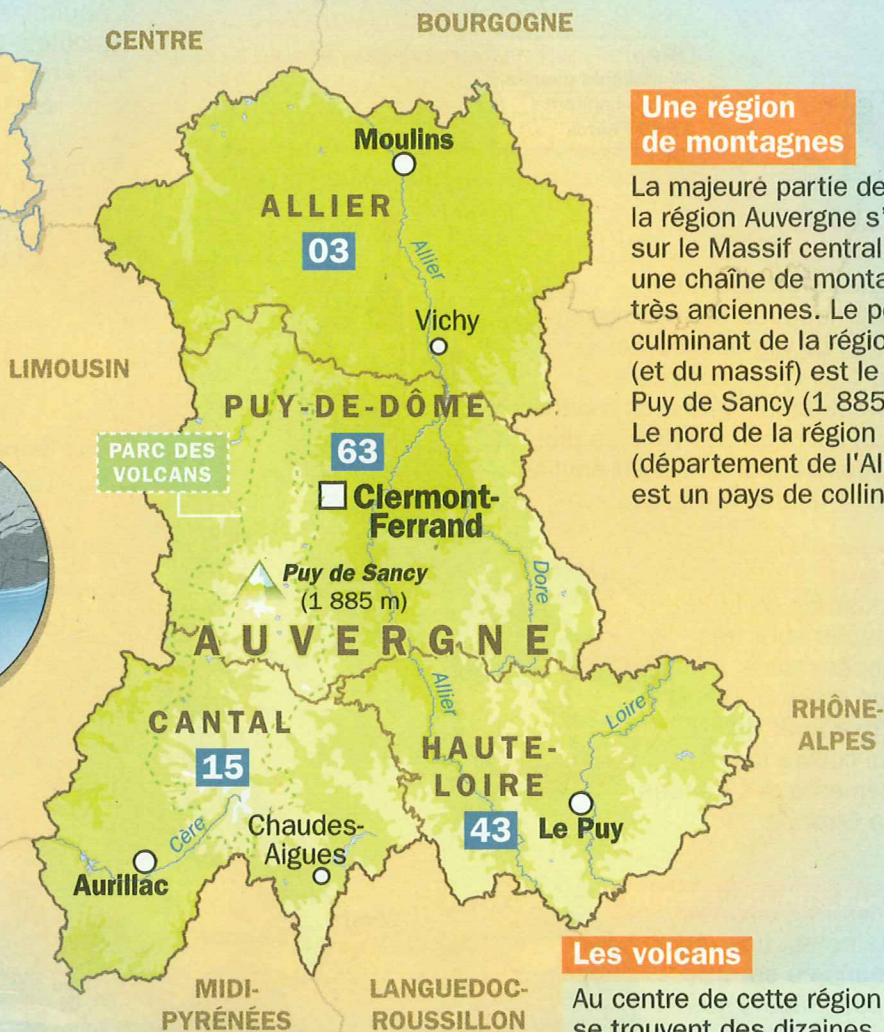 CENTRE
BOURGOGNE
Moulins
ALLIER
03
Allier
Vichy
LIMOUSIN
PUY-DE-DÔME
63
PARC DES
VOLCANS
Clermont-
Ferrand
Puy de Sancy
(1 885 m)
Dore
AUVERGNE
Allier
Loire
CANTAL
15
HAUTE-
LOIRE
43
Le Puy
RHÔNE-
ALPES
Cère
Chaudes-
Aigues
Aurillac
MIDI-
PYRÉNÉES
LANGUEDOC-
ROUSSILLON
Une région
de montagnes
La majeure partie de
la région Auvergne s'
sur le Massif central
une chaîne de monta
très anciennes. Le p
culminant de la régio
(et du massif) est le
Puy de Sancy (1 885
Le nord de la région
(département de l'Al
est un pays de collin
Les volcans
Au centre de cette région
se trouvent des dizaines